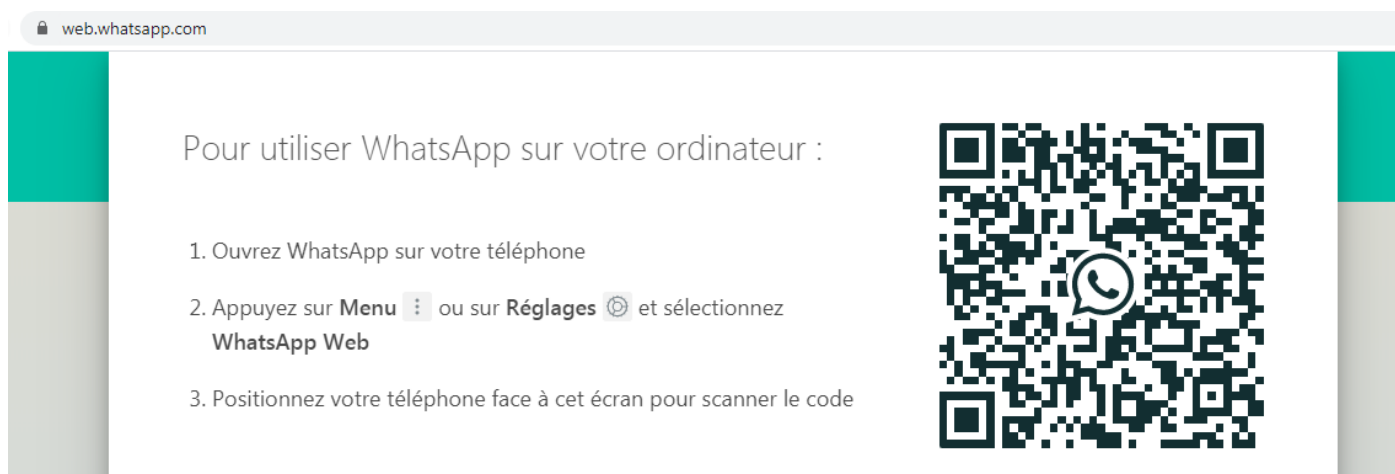 web.whatsapp.com
Pour utiliser WhatsApp sur votre ordinateur :
1. Ouvrez WhatsApp sur votre téléphone
2. Appuyez sur Menu ⋮ ou sur Réglages et sélectionnez
WhatsApp Web
3. Positionnez votre téléphone face à cet écran pour scanner le code